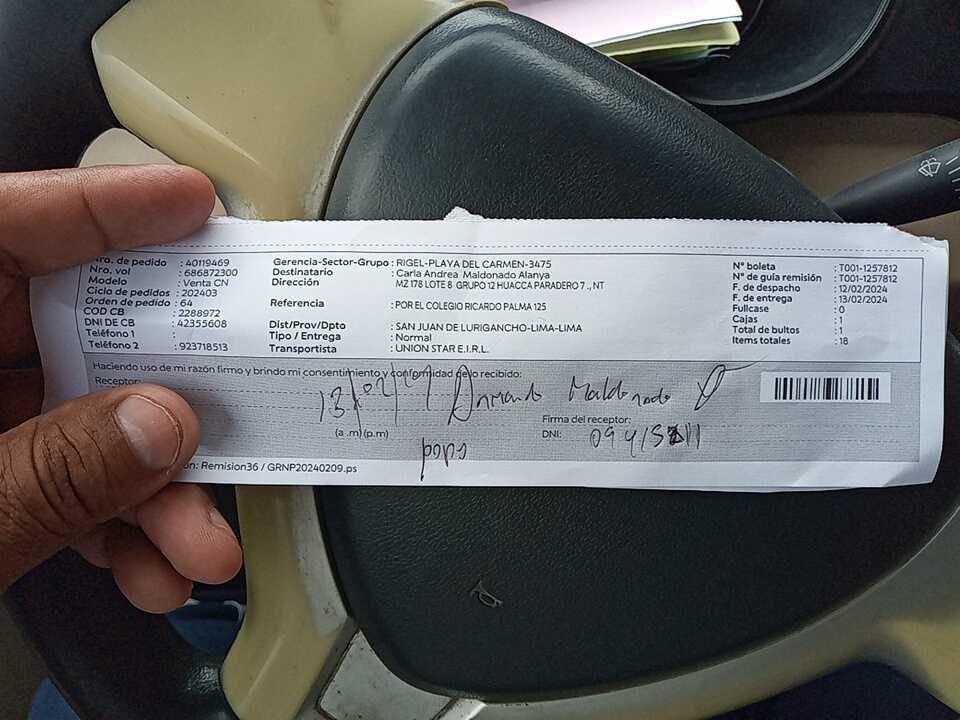 Nro. de pedido : 40119469
Nro. vol : 686872300
Modelo : Venta CN
Ciclo de pedidos : 202403
Orden de pedido : 64
COD CB : 2288972
DNI DE CB : 42355608
Teléfono 1 :
Teléfono 2 : 923718513
Gerencia-Sector-Grupo : RIGEL-PLAYA DEL CARMEN-3475
Destinatario : Carla Andrea Maldonado Alanya
Dirección MZ 178 LOTE 8 GRUPO 12 HUACCA PARADERO 7 ., NT
Referencia : POR EL COLEGIO RICARDO PALMA 125
Dist/Prov/Dpto : SAN JUAN DE LURIGANCHO-LIMA-LIMA
Tipo / Entrega : Normal
Transportista : UNION STAR E.I.R.L.
N° boleta : T001-1257812
N° de guía remisión : T001-1257812
F. de despacho : 12/02/2024
F. de entrega : 13/02/2024
Fullcase : 0
Cajas : 1
Total de bultos : 1
Items totales : 18
Haciendo uso de mi razón firmo y brindo mi consentimiento y conformidad de lo recibido:
Receptor:
Armando Maldonado
(a .m) (p.m)
papá
Firma del receptor:
DNI:
Remision36 / GRNP20240209.ps